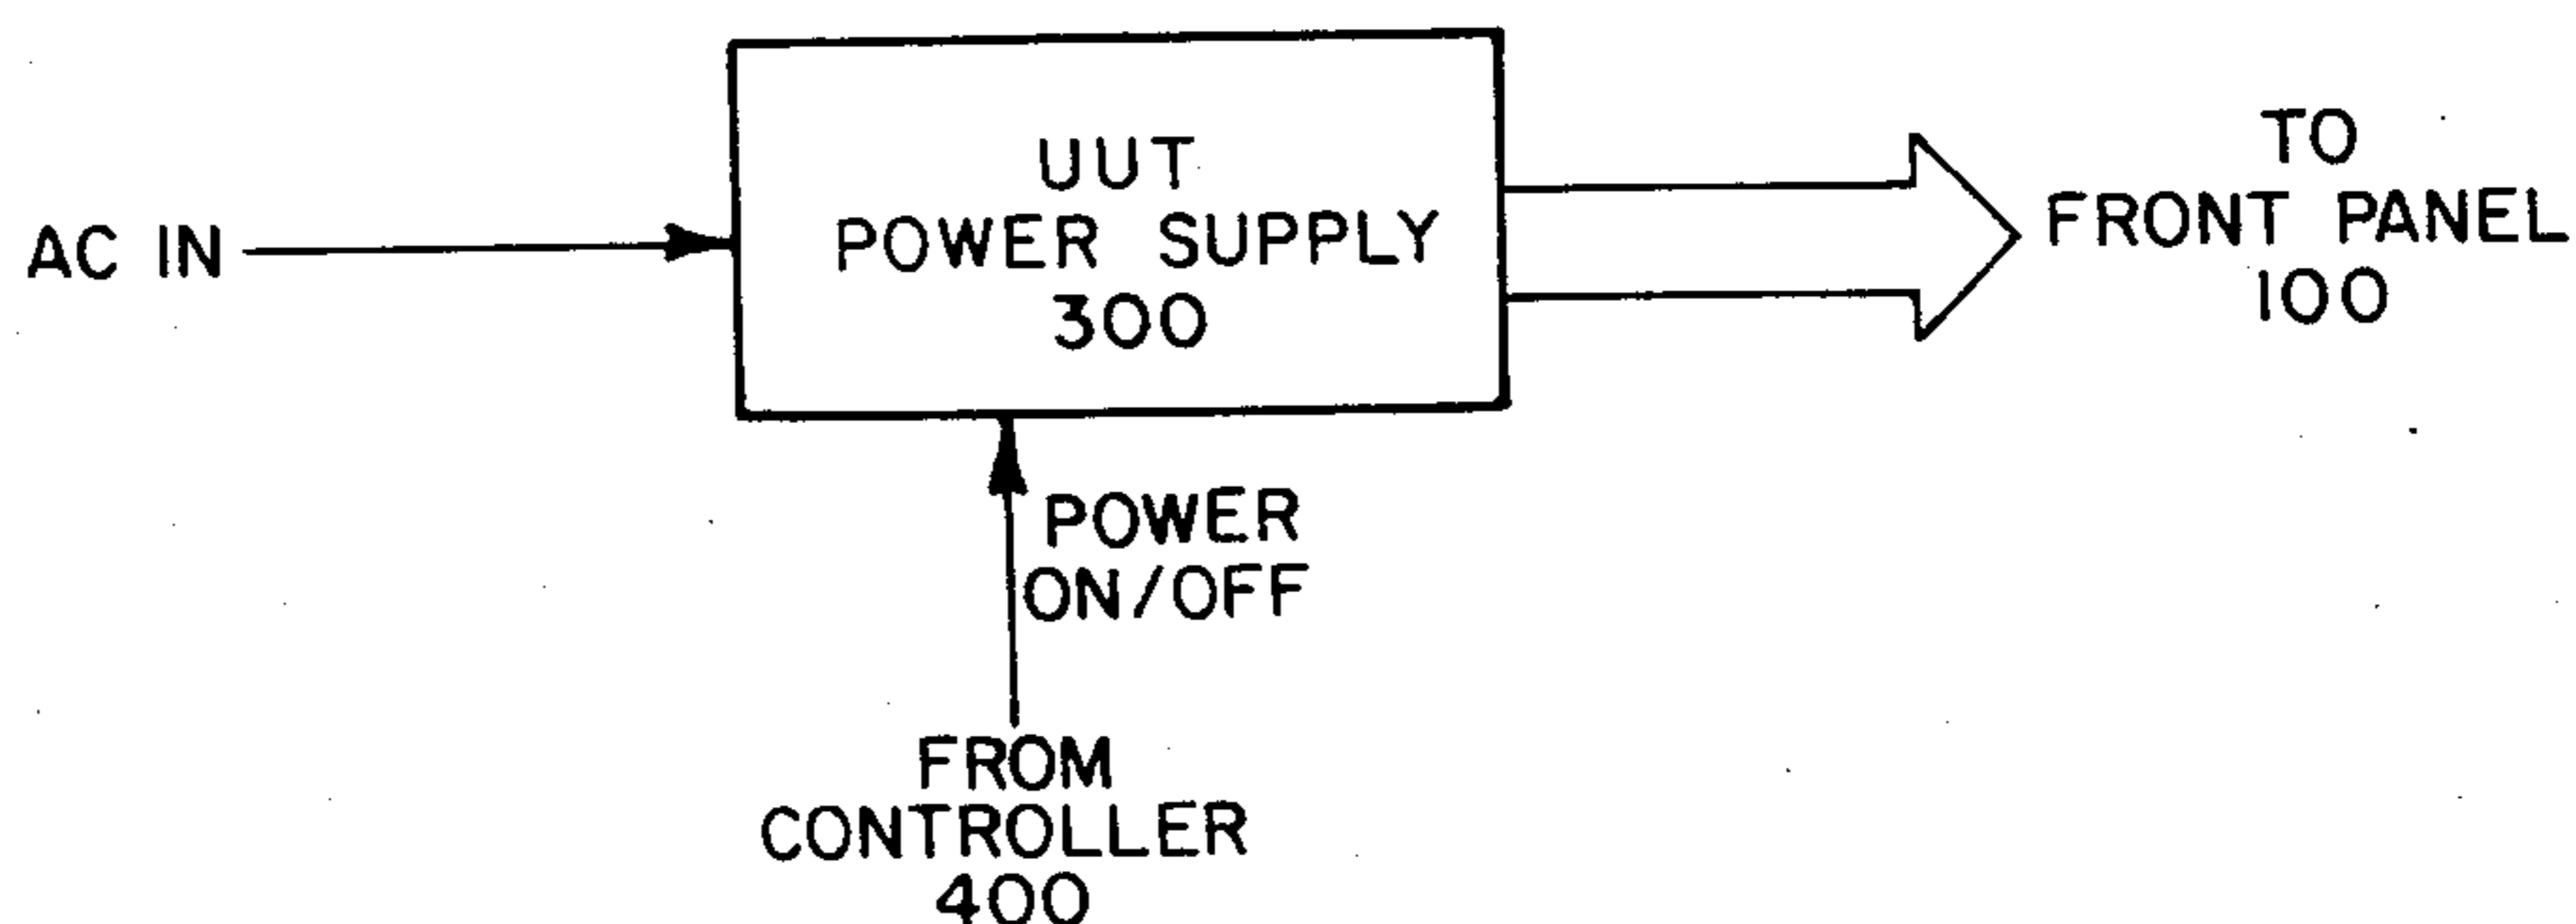 AC IN
UUT
POWER SUPPLY
300
TO
FRONT PANEL
100
POWER
ON/OFF
FROM
CONTROLLER
400